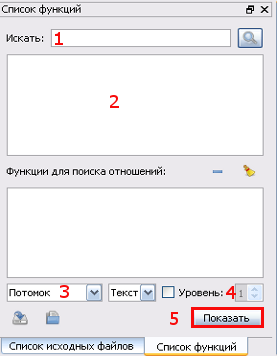 Список функций
Искать: 1
2
Функции для поиска отношений:
Потомок 3 Текст Уровень: 4 1
5 Показать
Список исходных файлов Список функций